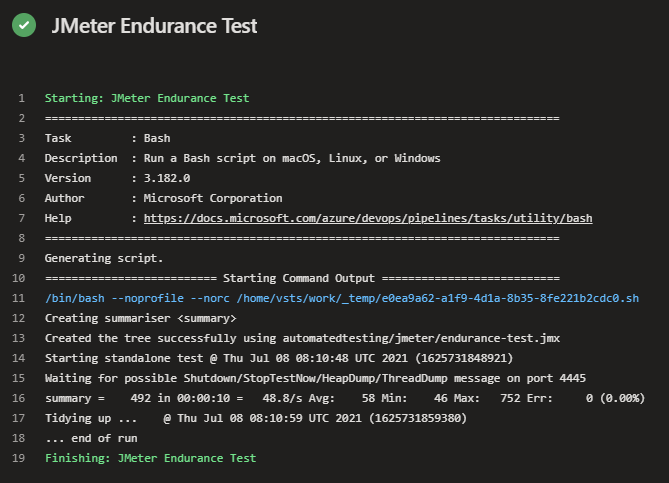 JMeter Endurance Test
1 Starting: JMeter Endurance Test
2 ==============================================================================
3 Task         : Bash
4 Description  : Run a Bash script on macOS, Linux, or Windows
5 Version      : 3.182.0
6 Author       : Microsoft Corporation
7 Help         : https://docs.microsoft.com/azure/devops/pipelines/tasks/utility/bash
8 ==============================================================================
9 Generating script.
10 ========================== Starting Command Output ===========================
11 /bin/bash --noprofile --norc /home/vsts/work/_temp/e0ea9a62-a1f9-4d1a-8b35-8fe221b2cdc0.sh
12 Creating summariser <summary>
13 Created the tree successfully using automatedtesting/jmeter/endurance-test.jmx
14 Starting standalone test @ Thu Jul 08 08:10:48 UTC 2021 (1625731848921)
15 Waiting for possible Shutdown/StopTestNow/HeapDump/ThreadDump message on port 4445
16 summary =    492 in 00:00:10 =   48.8/s Avg:    58 Min:    46 Max:   752 Err:     0 (0.00%)
17 Tidying up ...    @ Thu Jul 08 08:10:59 UTC 2021 (1625731859380)
18 ... end of run
19 Finishing: JMeter Endurance Test